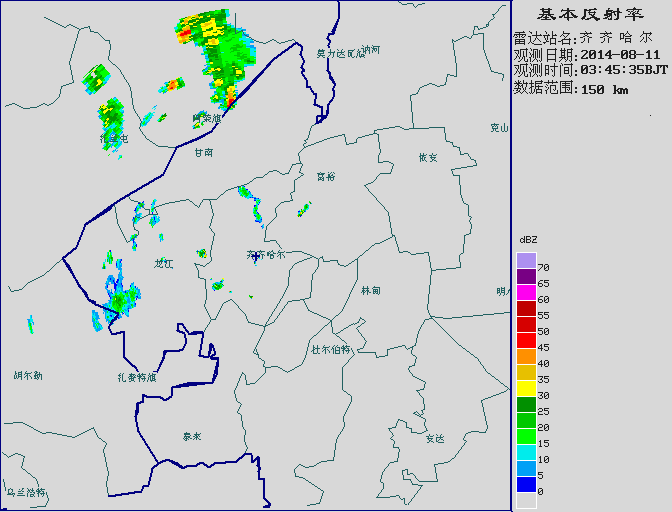 基本反射率
雷达站名:齐齐哈尔
观测日期:2014-08-11
观测时间:03:45:35BJT
数据范围:150 km
莫力达瓦旗
讷河
阿荣旗
克山
扎兰屯
甘南
依安
富裕
齐齐哈尔
龙江
林甸
明水
杜尔伯特
胡尔勒
扎赉特旗
泰来
安达
乌兰浩特
dBZ
70
65
60
55
50
45
40
35
30
25
20
15
10
5
0